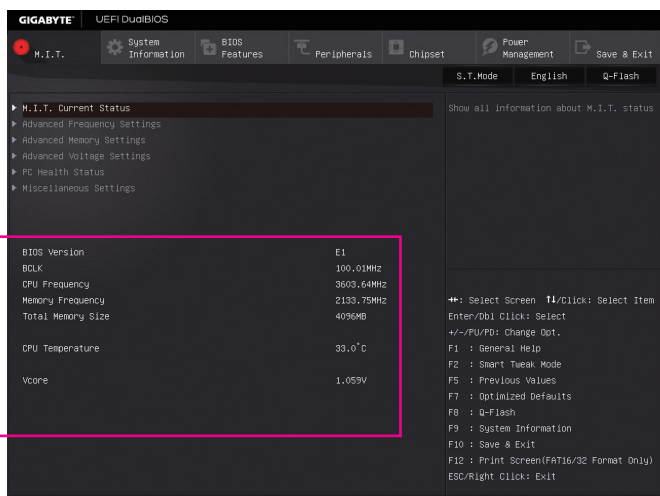 GIGABYTE™ UEFI DualBIOS
M.I.T.
System Information
BIOS Features
Peripherals
Chipset
Power Management
Save & Exit
S.T.Mode English Q-Flash
M.I.T. Current Status
Advanced Frequency Settings
Advanced Memory Settings
Advanced Voltage Settings
PC Health Status
Miscellaneous Settings
Show all information about M.I.T. status
BIOS Version E1
BCLK 100.01MHz
CPU Frequency 3603.64MHz
Memory Frequency 2133.75MHz
Total Memory Size 4096MB
CPU Temperature 33.0°C
Vcore 1.059V
→←: Select Screen ↑↓/Click: Select Item
Enter/Dbl Click: Select
+/-/PU/PD: Change Opt.
F1 : General Help
F2 : Smart Tweak Mode
F5 : Previous Values
F7 : Optimized Defaults
F8 : Q-Flash
F9 : System Information
F10 : Save & Exit
F12 : Print Screen(FAT16/32 Format Only)
ESC/Right Click: Exit